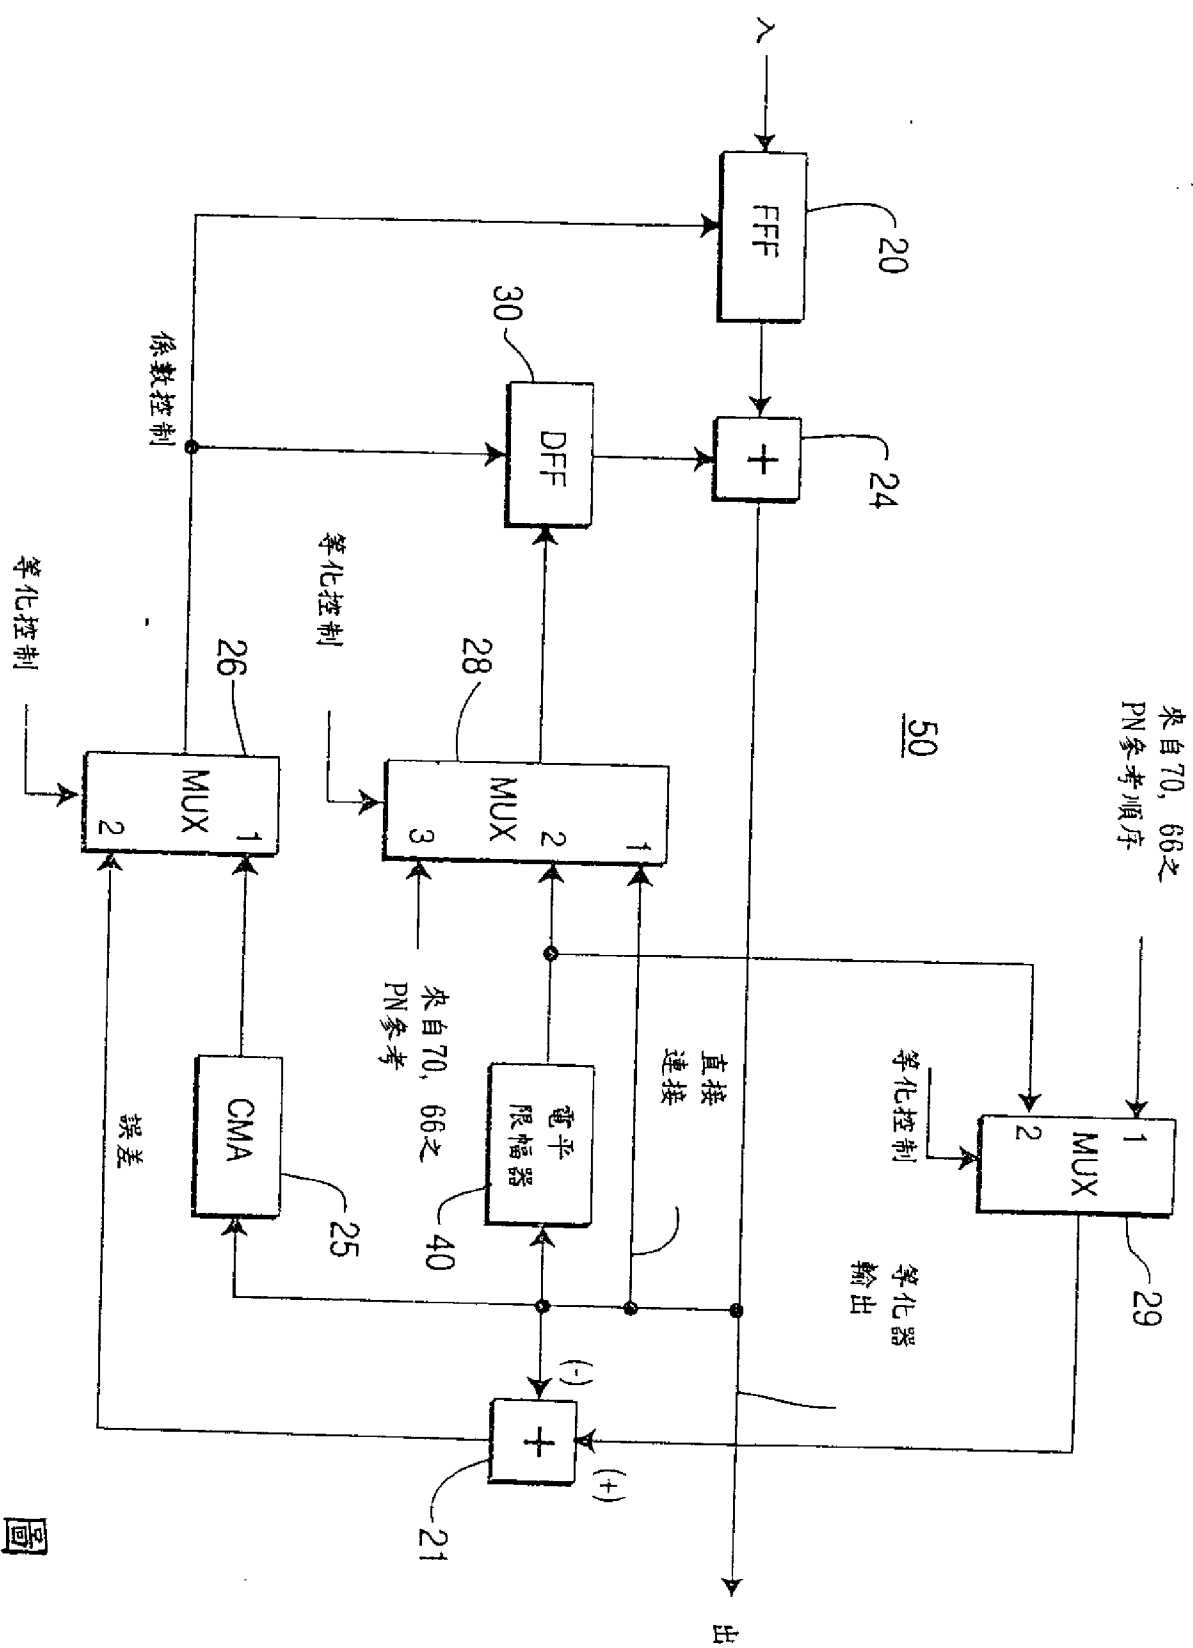 來自70, 66之
PN參考順序
50
入
FFF
20
+
24
30
DFF
係數控制
等化控制
28
MUX
1
2
3
等化控制
26
MUX
1
2
直接
連接
等化控制
1
2
MUX
29
等化器
輸出
來自70, 66之
PN參考
電平
限幅器
40
CMA
25
誤差
(-)
(+)
+
21
出
圖